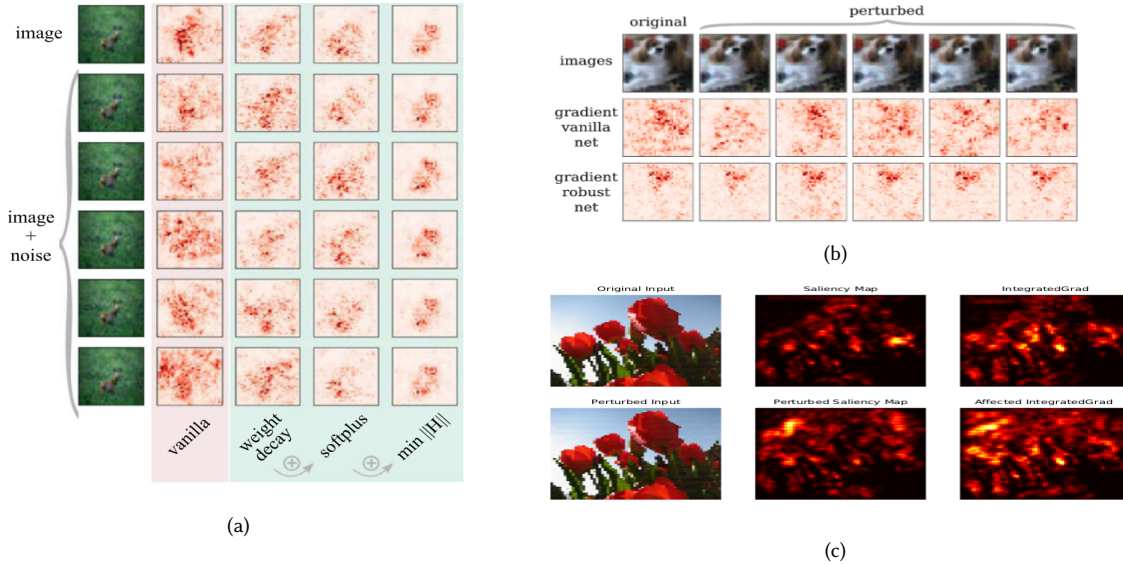 image
image
+
noise
vanilla
weight
decay
softplus
min ||H||
(a)
original
perturbed
images
gradient
vanilla
net
gradient
robust
net
(b)
Original Input
Saliency Map
IntegratedGrad
Perturbed Input
Perturbed Saliency Map
Affected IntegratedGrad
(c)